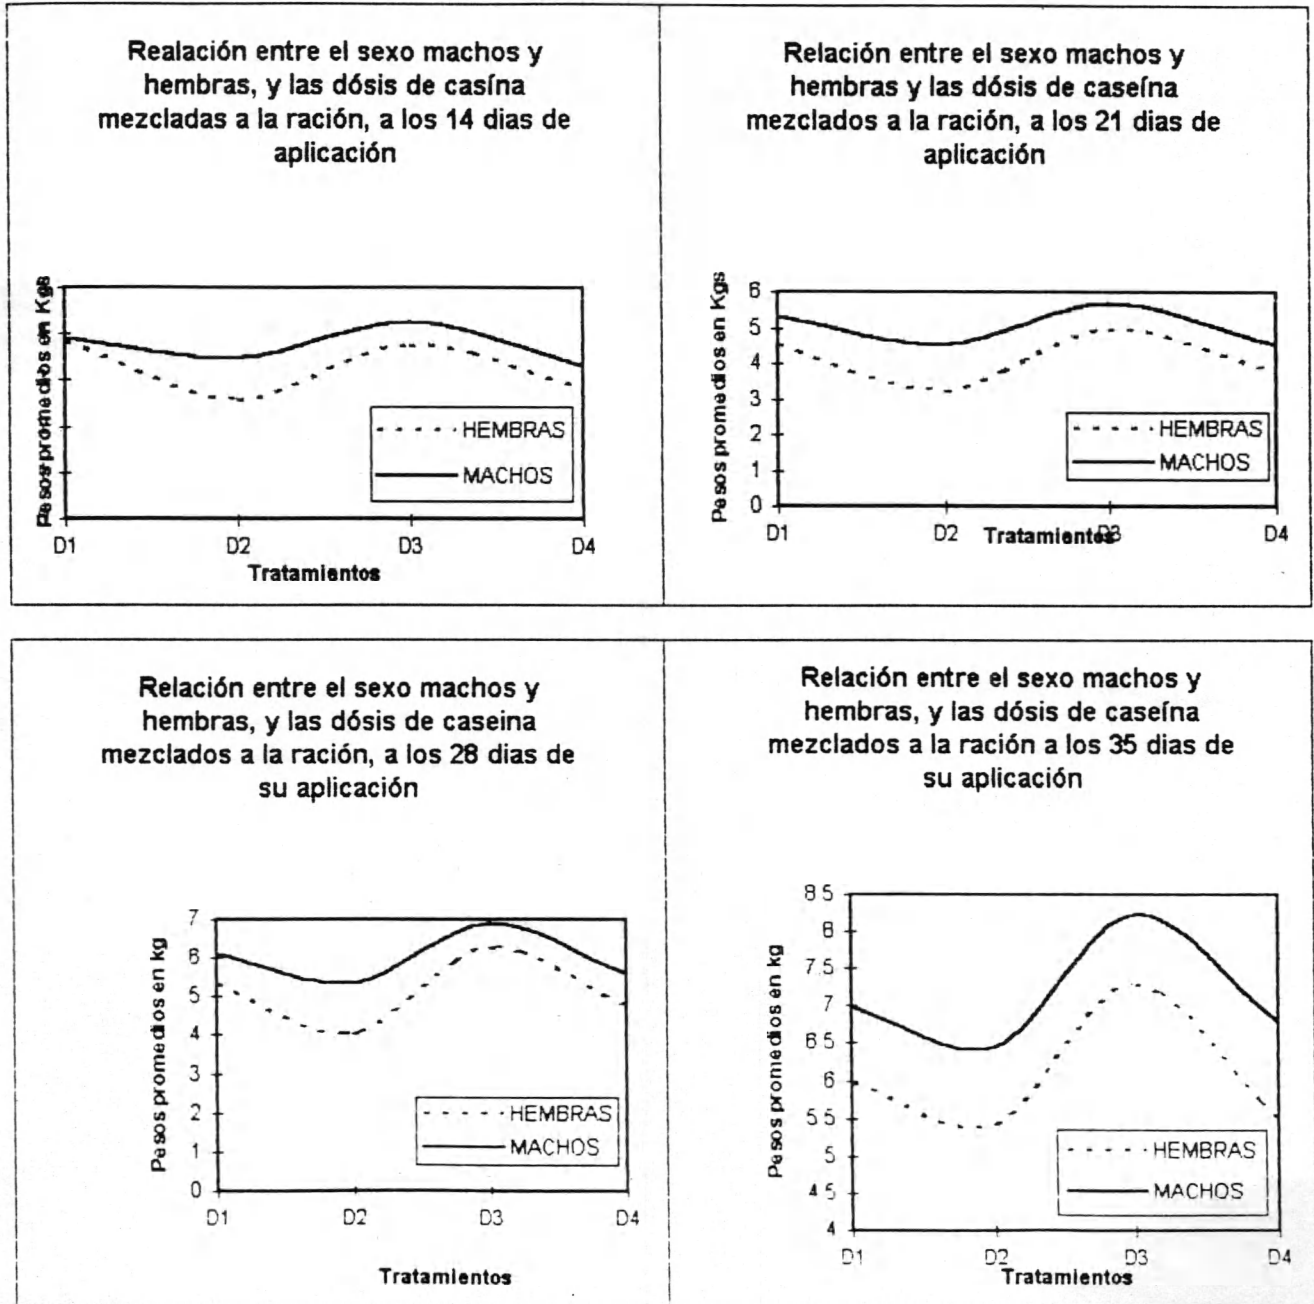 Realación entre el sexo machos y
hembras, y las dósis de casína
mezcladas a la ración, a los 14 dias de
aplicación
Pesos promedios en Kgs
D1 D2 D3 D4
Tratamientos
HEMBRAS
MACHOS
Relación entre el sexo machos y
hembras y las dósis de caseína
mezclados a la ración, a los 21 dias de
aplicación
Pesos promedios en Kgs
6
5
4
3
2
1
0
D1 D2 D3 D4
Tratamientos
HEMBRAS
MACHOS
Relación entre el sexo machos y
hembras, y las dósis de caseina
mezclados a la ración, a los 28 dias de
su aplicación
Pesos promedios en kg
7
6
5
4
3
2
1
0
D1 D2 D3 D4
Tratamientos
HEMBRAS
MACHOS
Relación entre el sexo machos y
hembras, y las dósis de caseína
mezclados a la ración a los 35 dias de
su aplicación
Pesos promedios en kg
8 5
8
7.5
7
6.5
6
5 5
5
4 5
4
D1 D2 D3 D4
Tratamientos
HEMBRAS
MACHOS